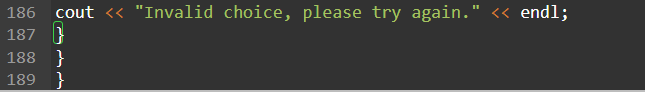 186 cout << "Invalid choice, please try again." << endl;
187 }
188 }
189 }